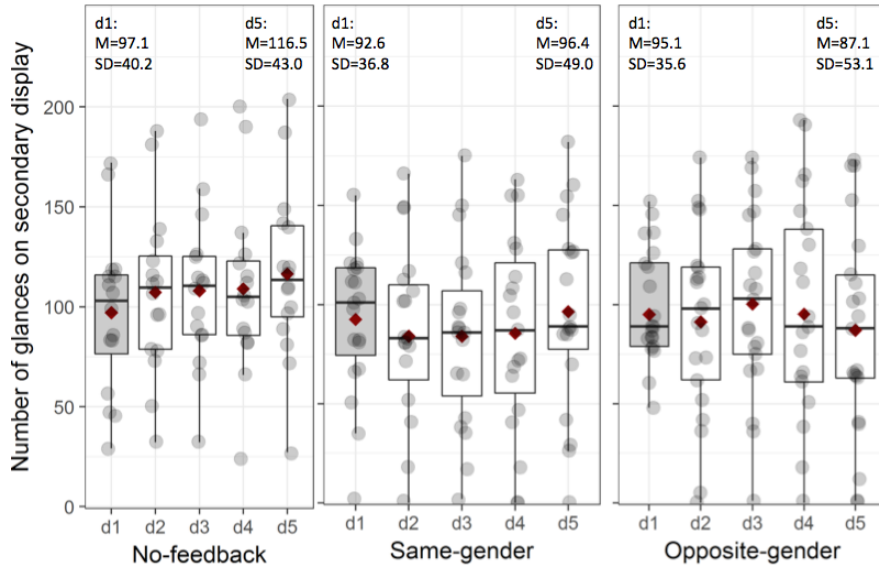 d1:
M=97.1
SD=40.2
d5:
M=116.5
SD=43.0
d1:
M=92.6
SD=36.8
d5:
M=96.4
SD=49.0
d1:
M=95.1
SD=35.6
d5:
M=87.1
SD=53.1
Number of glances on secondary display
200
150
100
50
0
d1 d2 d3 d4 d5
No-feedback
d1 d2 d3 d4 d5
Same-gender
d1 d2 d3 d4 d5
Opposite-gender